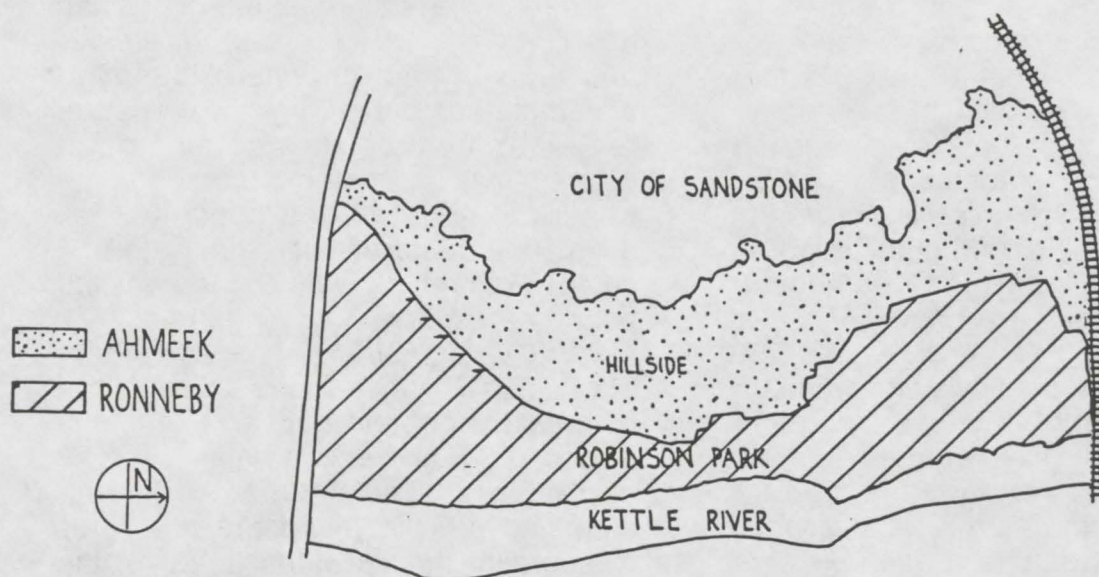 CITY OF SANDSTONE
HILLSIDE
AHMEEK
RONNEBY
ROBINSON PARK
N
KETTLE RIVER